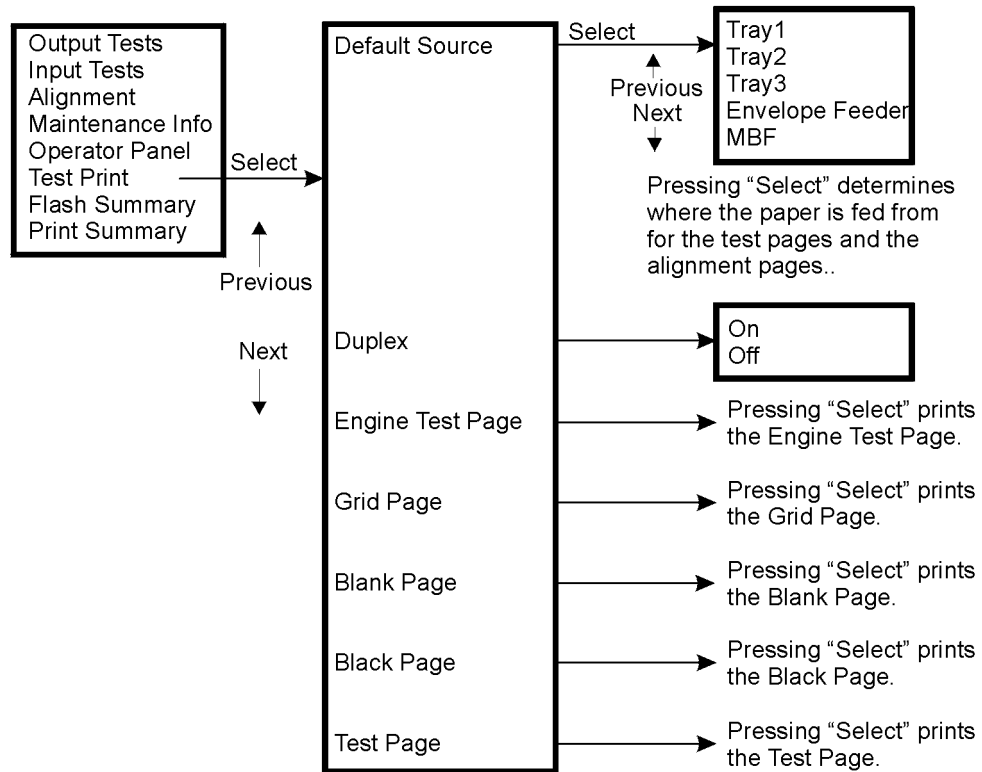 Output Tests
Input Tests
Alignment
Maintenance Info
Operator Panel
Test Print
Flash Summary
Print Summary
Select
Previous
Next
Default Source
Select
Previous
Next
Tray1
Tray2
Tray3
Envelope Feeder
MBF
Pressing “Select” determines
where the paper is fed from
for the test pages and the
alignment pages..
Duplex
On
Off
Engine Test Page
Pressing “Select” prints
the Engine Test Page.
Grid Page
Pressing “Select” prints
the Grid Page.
Blank Page
Pressing “Select” prints
the Blank Page.
Black Page
Pressing “Select” prints
the Black Page.
Test Page
Pressing “Select” prints
the Test Page.